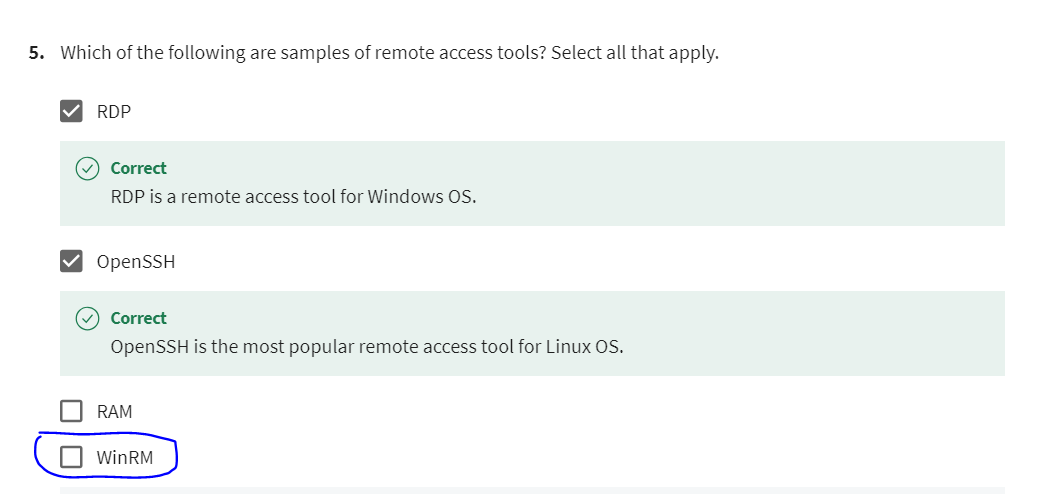 5. Which of the following are samples of remote access tools? Select all that apply.
RDP
Correct
RDP is a remote access tool for Windows OS.
OpenSSH
Correct
OpenSSH is the most popular remote access tool for Linux OS.
RAM
WinRM